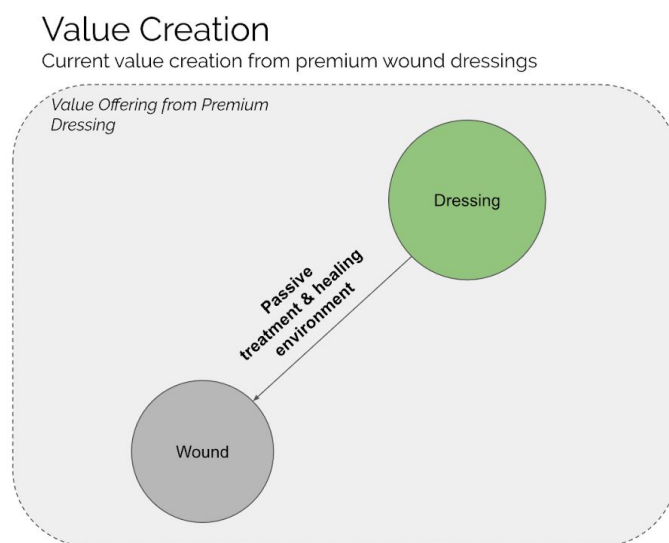 Value Creation
Current value creation from premium wound dressings
Value Offering from Premium
Dressing
Dressing
Passive
treatment & healing
environment
Wound